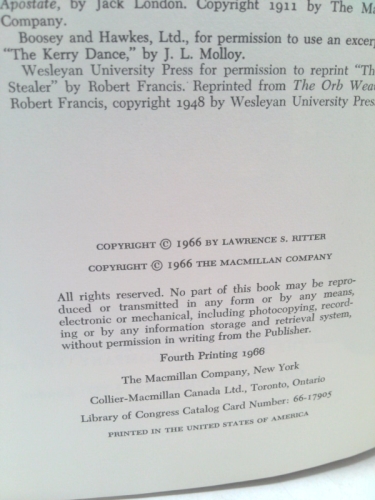 Apostate, by Jack London. Copyright 1911 by The
Company.
Boosey and Hawkes, Ltd., for permission to use an
"The Kerry Dance," by J. L. Molloy.
Wesleyan University Press for permission to reprint
Stealer" by Robert Francis. Reprinted from The Orb
Robert Francis, copyright 1948 by Wesleyan University
COPYRIGHT © 1966 BY LAWRENCE S. RITTER
COPYRIGHT © 1966 THE MACMILLAN COMPANY
All rights reserved. No part of this book may be repro-
duced or transmitted in any form or by any means,
electronic or mechanical, including photocopying, record-
ing or by any information storage and retrieval system,
without permission in writing from the Publisher.
Fourth Printing 1966
The Macmillan Company, New York
Collier-Macmillan Canada Ltd., Toronto, Ontario
Library of Congress Catalog Card Number: 66-17905
PRINTED IN THE UNITED STATES OF AMERICA